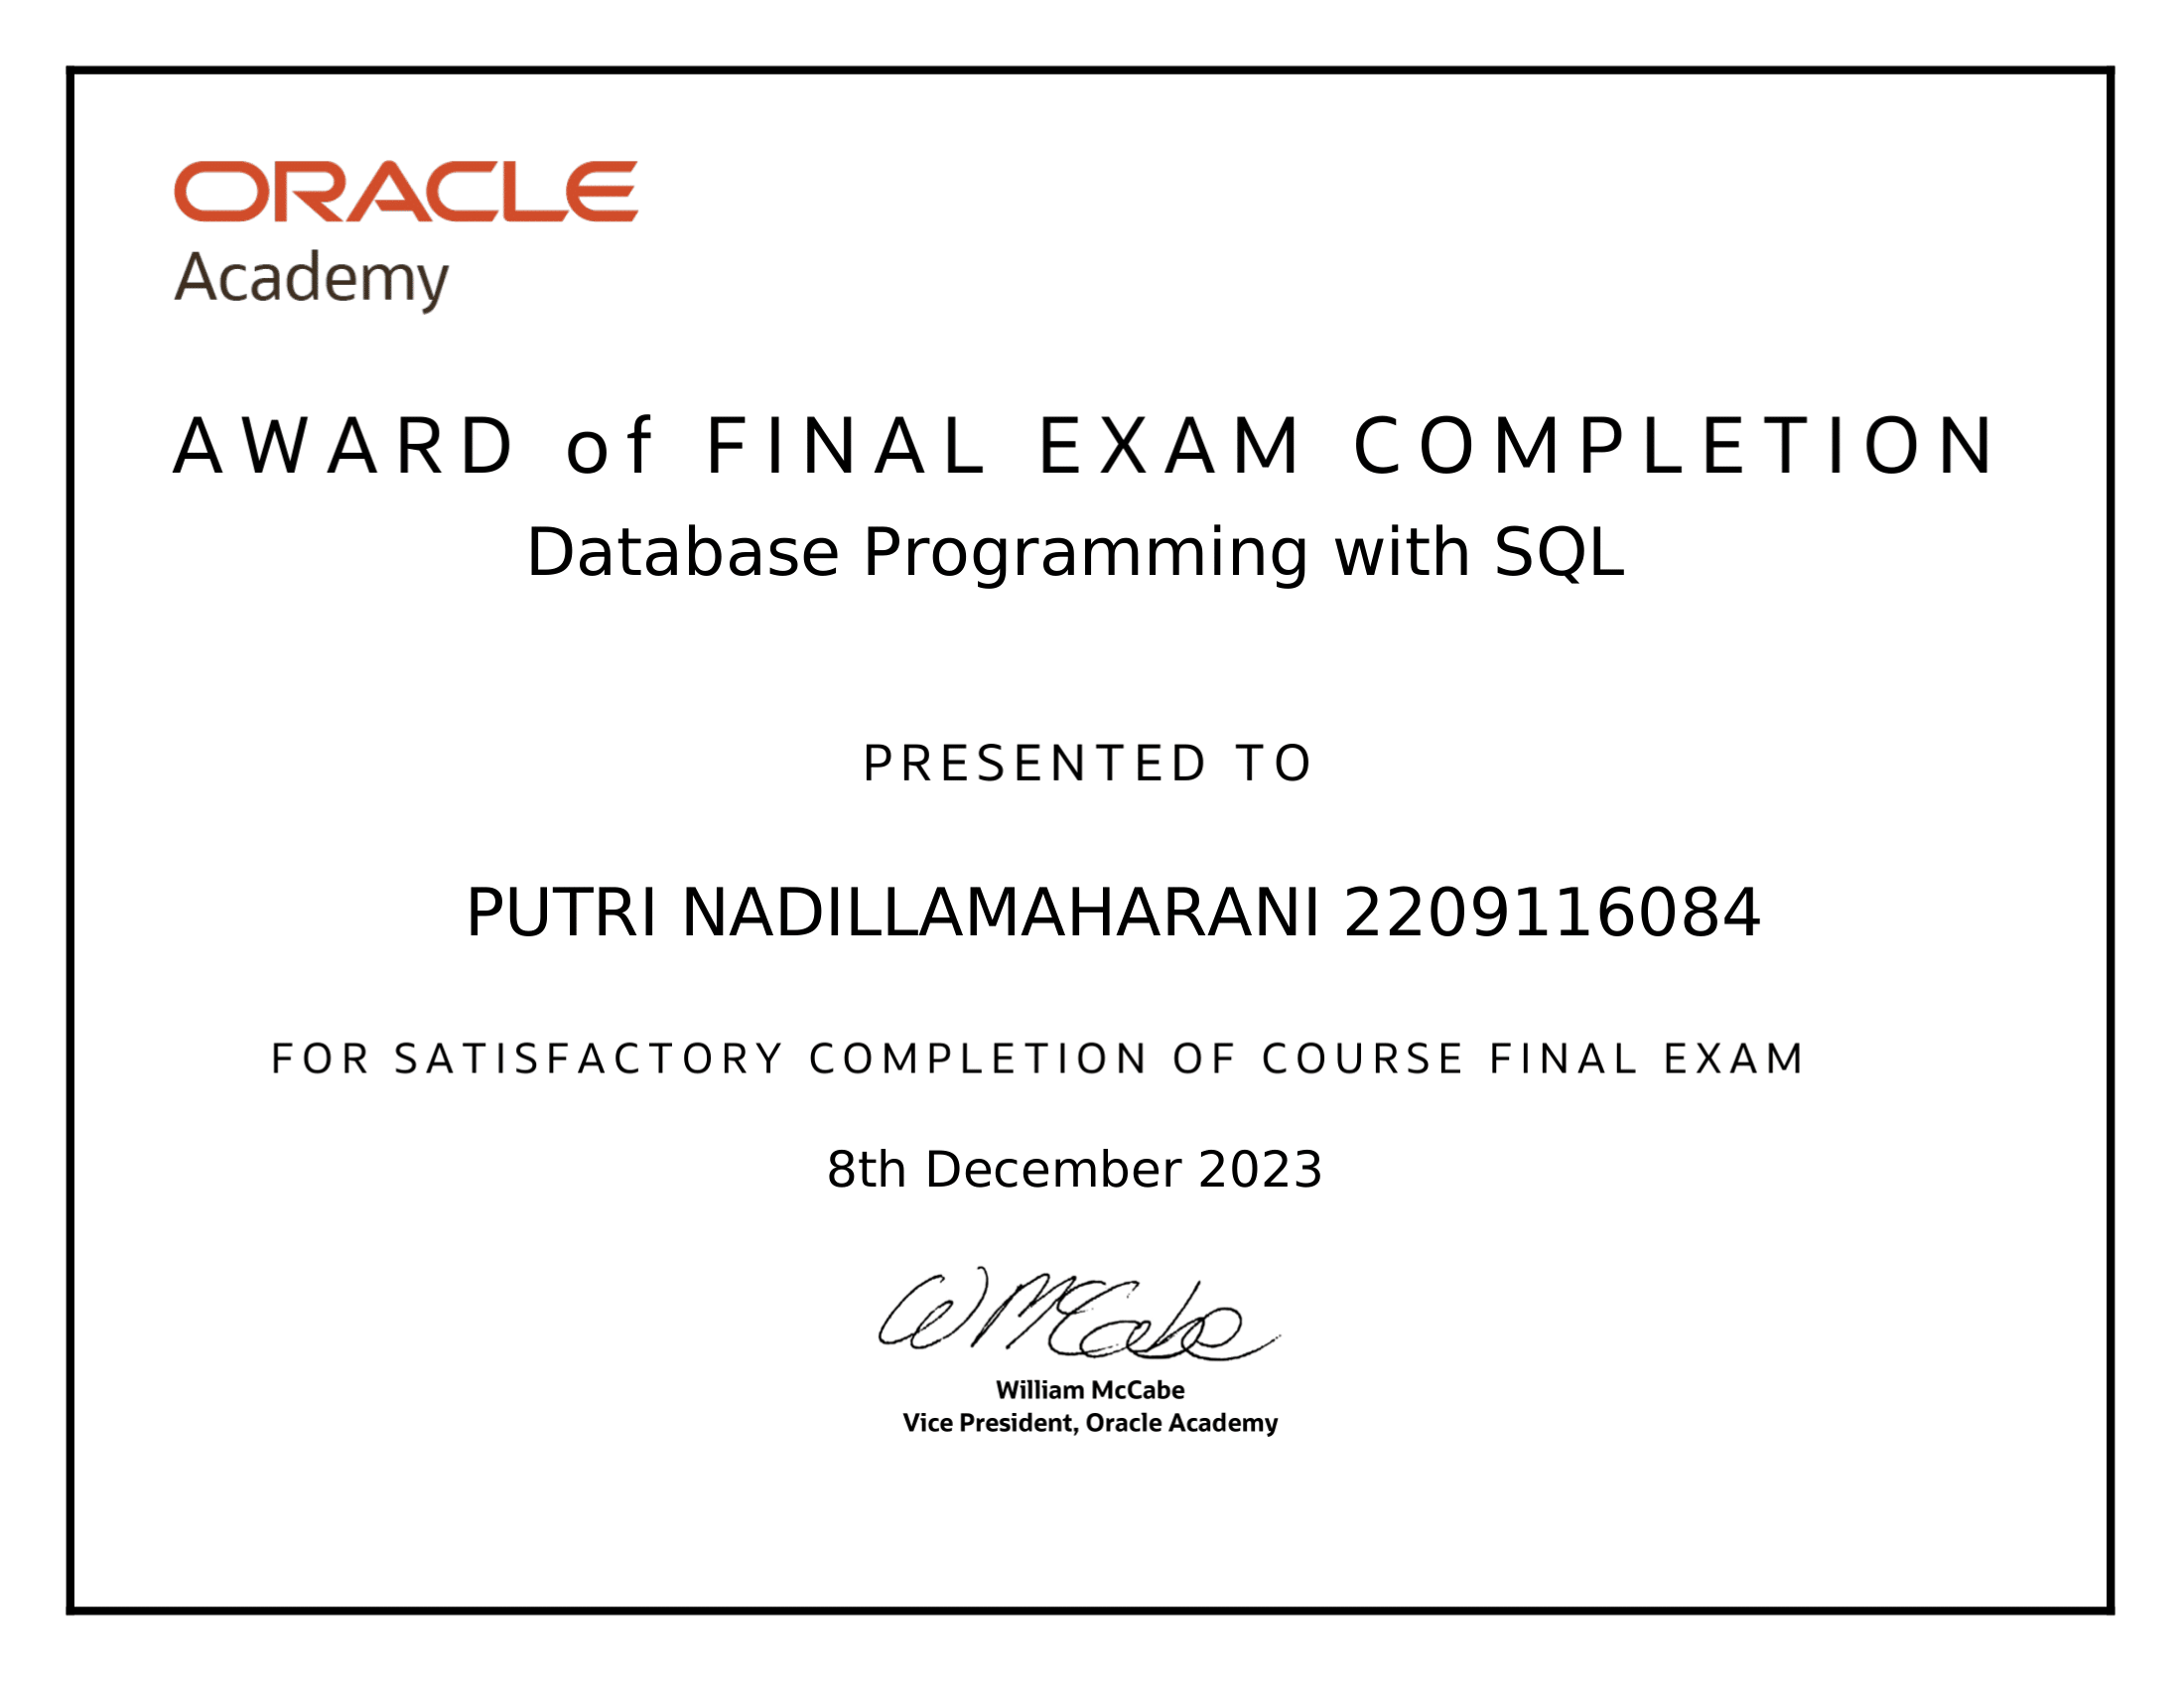 ORACLE
Academy
AWARD of FINAL EXAM COMPLETION
Database Programming with SQL
PRESENTED TO
PUTRI NADILLAMAHARANI 2209116084
FOR SATISFACTORY COMPLETION OF COURSE FINAL EXAM
8th December 2023
W McCabe
William McCabe
Vice President, Oracle Academy